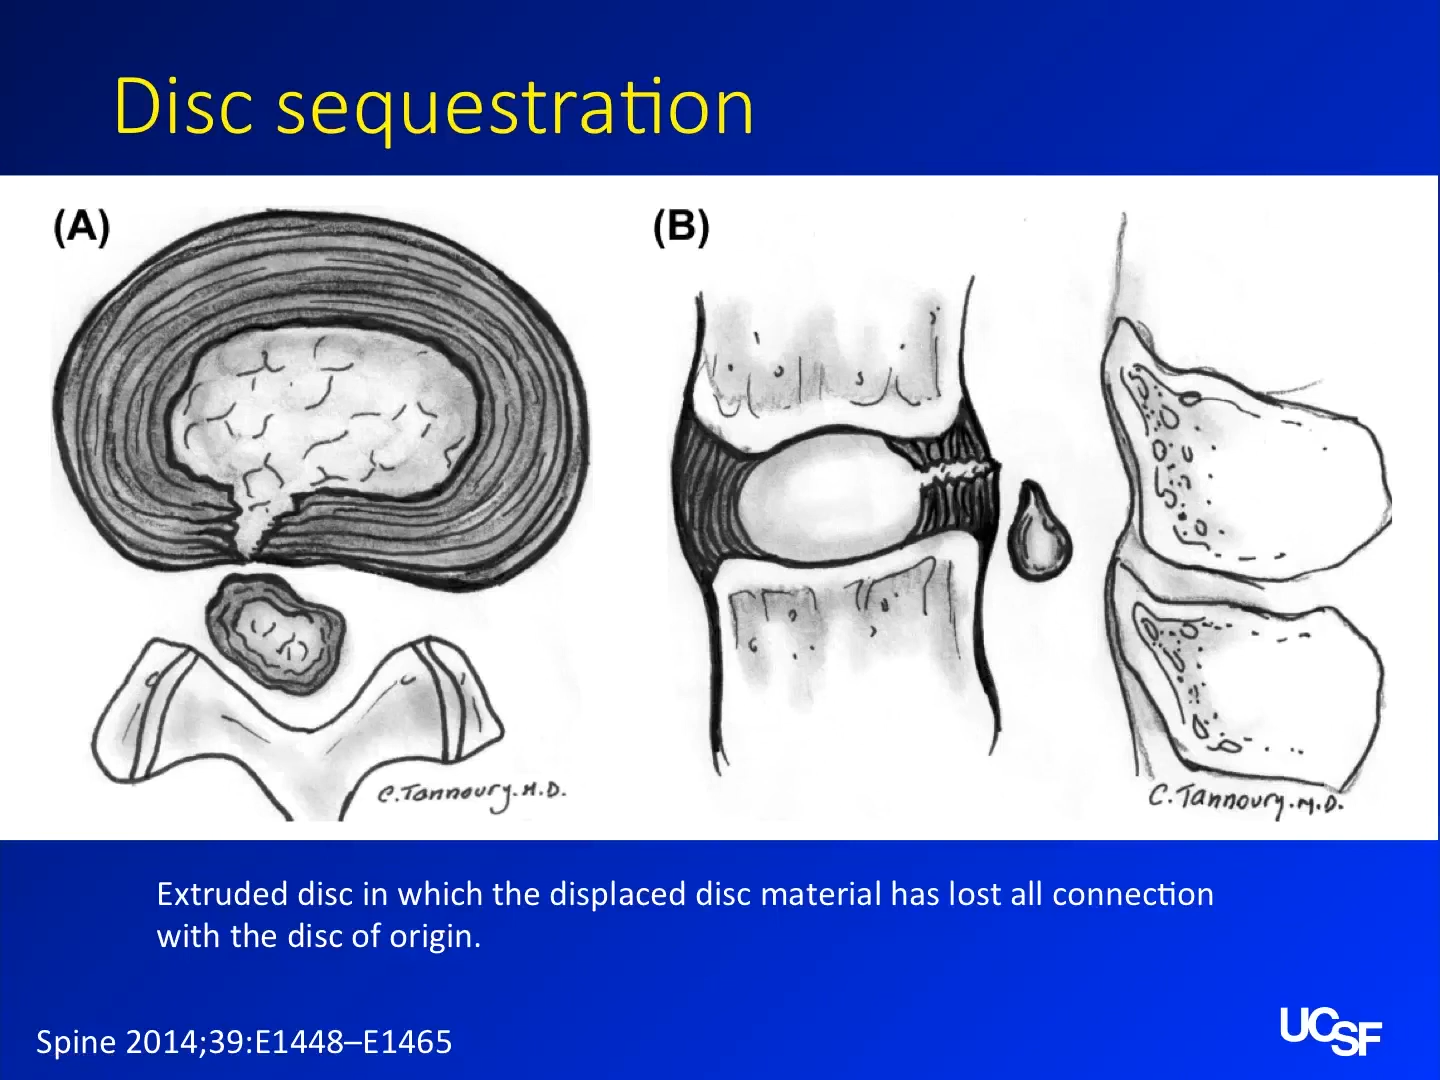 Disc sequestration
(A)
(B)
C.Tannoury.M.D.
C.Tannoury.M.D.
Extruded disc in which the displaced disc material has lost all connection
with the disc of origin.
Spine 2014;39:E1448–E1465
UCSF